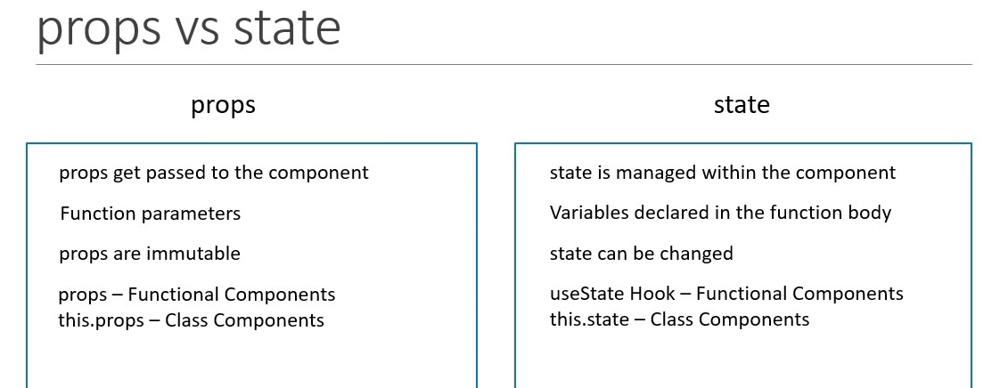 props vs state
props
props get passed to the component
Function parameters
props are immutable
props – Functional Components
this.props – Class Components
state
state is managed within the component
Variables declared in the function body
state can be changed
useState Hook – Functional Components
this.state – Class Components